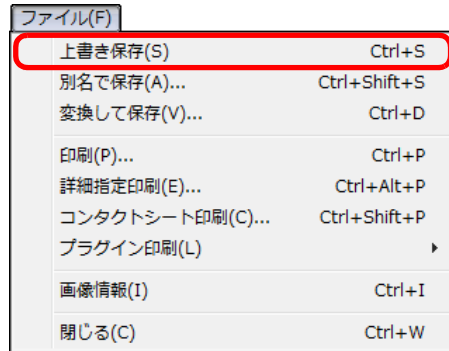 ファイル(F)
上書き保存(S) Ctrl+S
別名で保存(A)... Ctrl+Shift+S
変換して保存(V)... Ctrl+D
印刷(P)... Ctrl+P
詳細指定印刷(E)... Ctrl+Alt+P
コンタクトシート印刷(C)... Ctrl+Shift+P
プラグイン印刷(L)
画像情報(I) Ctrl+I
閉じる(C) Ctrl+W